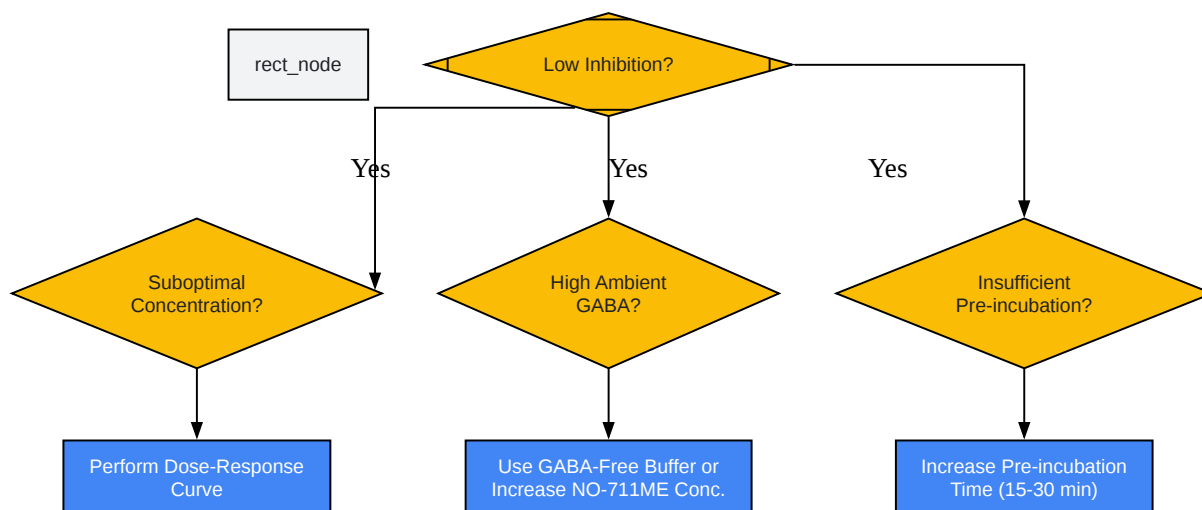 rect_node
Low Inhibition?
Yes
Yes
Yes
Suboptimal
Concentration?
High Ambient
GABA?
Insufficient
Pre-incubation?
Perform Dose-Response
Curve
Use GABA-Free Buffer or
Increase NO-711ME Conc.
Increase Pre-incubation
Time (15-30 min)